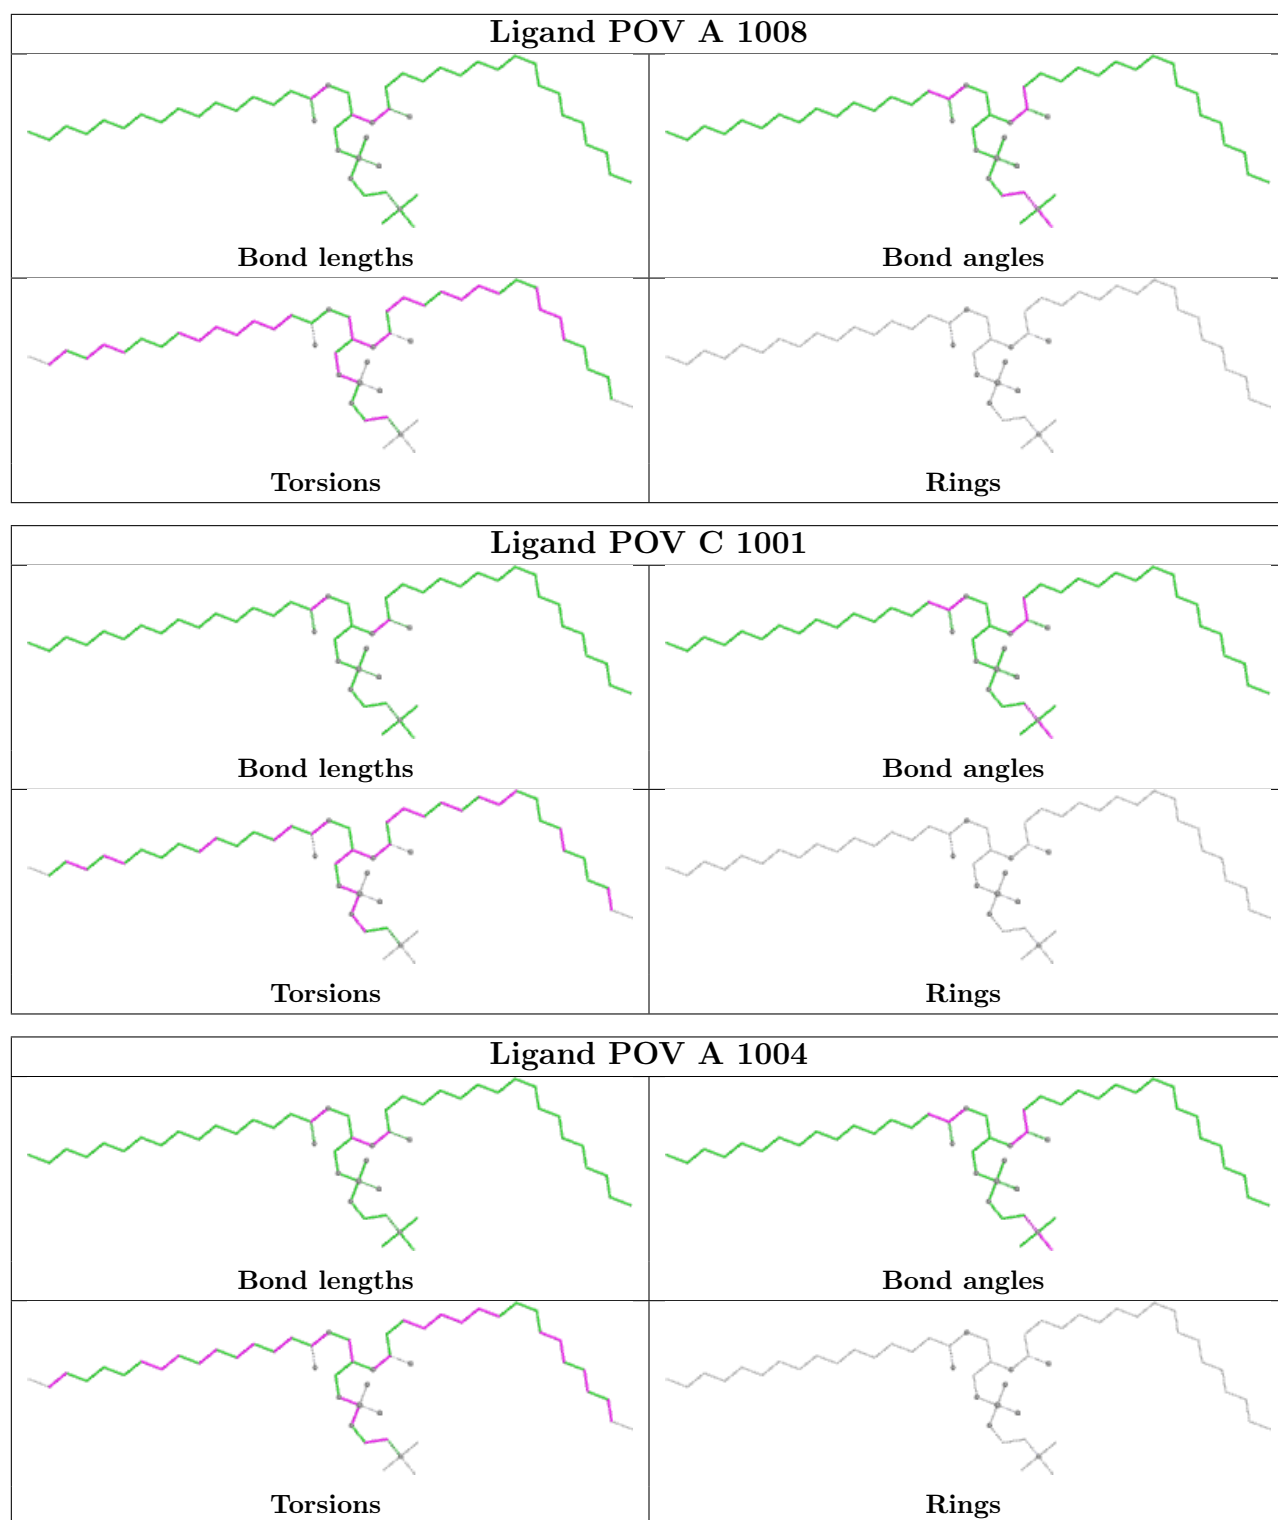 Ligand POV A 1008
Bond lengths
Bond angles
Torsions
Rings
Ligand POV C 1001
Bond lengths
Bond angles
Torsions
Rings
Ligand POV A 1004
Bond lengths
Bond angles
Torsions
Rings